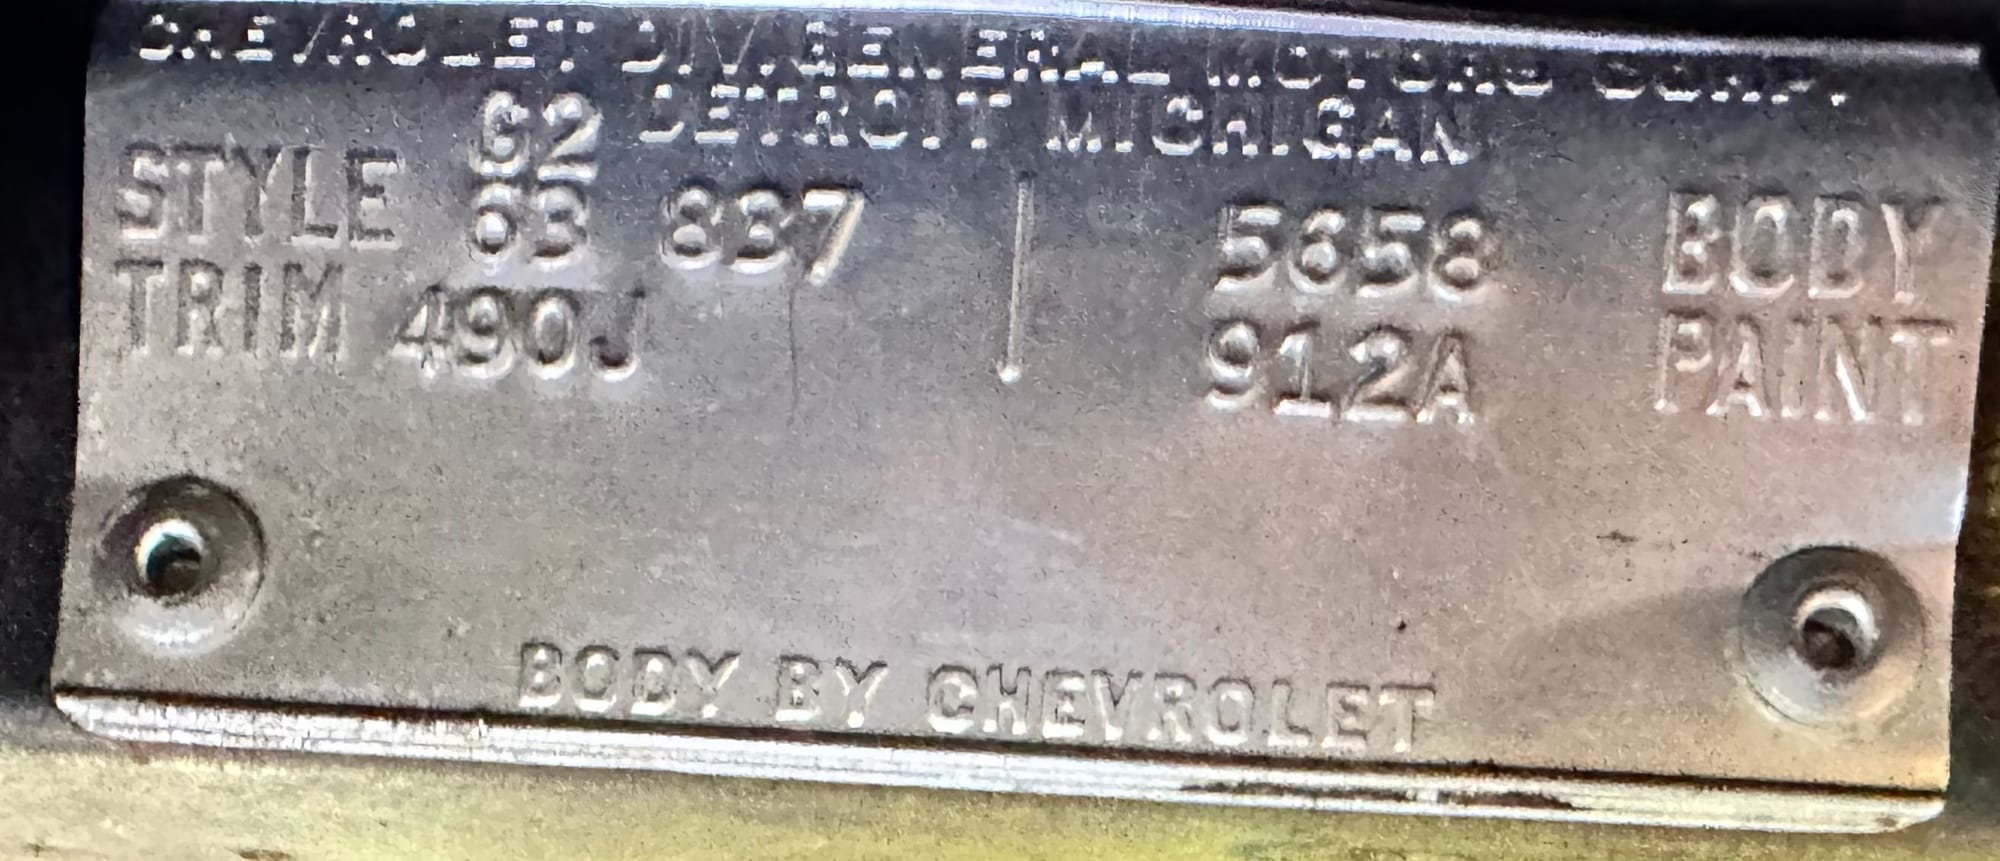 CHEVROLET DIV. GENERAL MOTORS CORP.
G2 DETROIT MICHIGAN
STYLE 63 837 5658 BODY
TRIM 490J 912A PAINT
BODY BY CHEVROLET